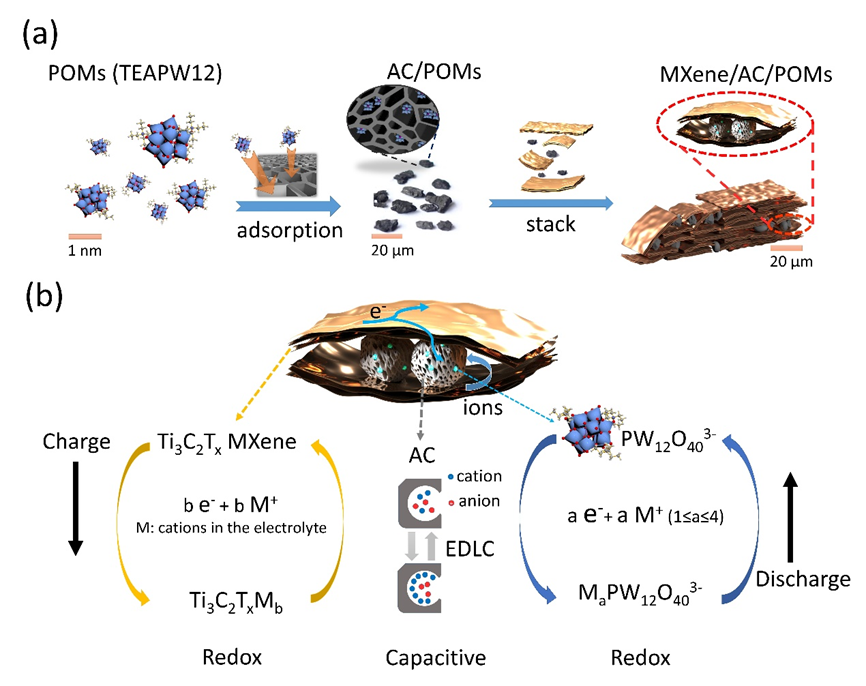 (a)
POMs (TEAPW12)
AC/POMs
MXene/AC/POMs
adsorption
stack
1 nm
20 µm
20 µm
(b)
e⁻
ions
Charge
Ti₃C₂Tₓ MXene
AC
PW₁₂O₄₀³⁻
cation
anion
b e⁻ + b M⁺
M: cations in the electrolyte
a e⁻+ a M⁺ (1≤a≤4)
EDLC
Discharge
Ti₃C₂TₓM_b
MₐPW₁₂O₄₀³⁻
Redox
Capacitive
Redox